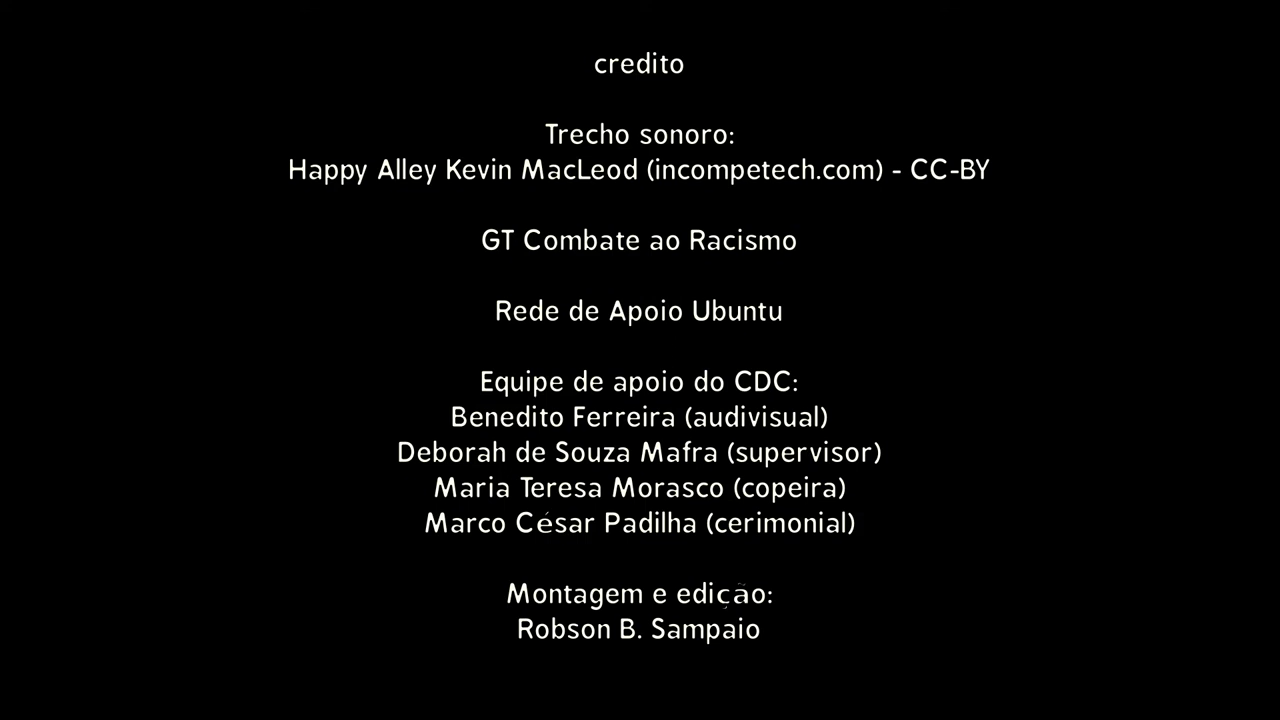 credito
Trecho sonoro:
Happy Alley Kevin MacLeod (incompetech.com) - CC-BY
GT Combate ao Racismo
Rede de Apoio Ubuntu
Equipe de apoio do CDC:
Benedito Ferreira (audivisual)
Deborah de Souza Mafra (supervisor)
Maria Teresa Morasco (copeira)
Marco César Padilha (cerimonial)
Montagem e edição:
Robson B. Sampaio